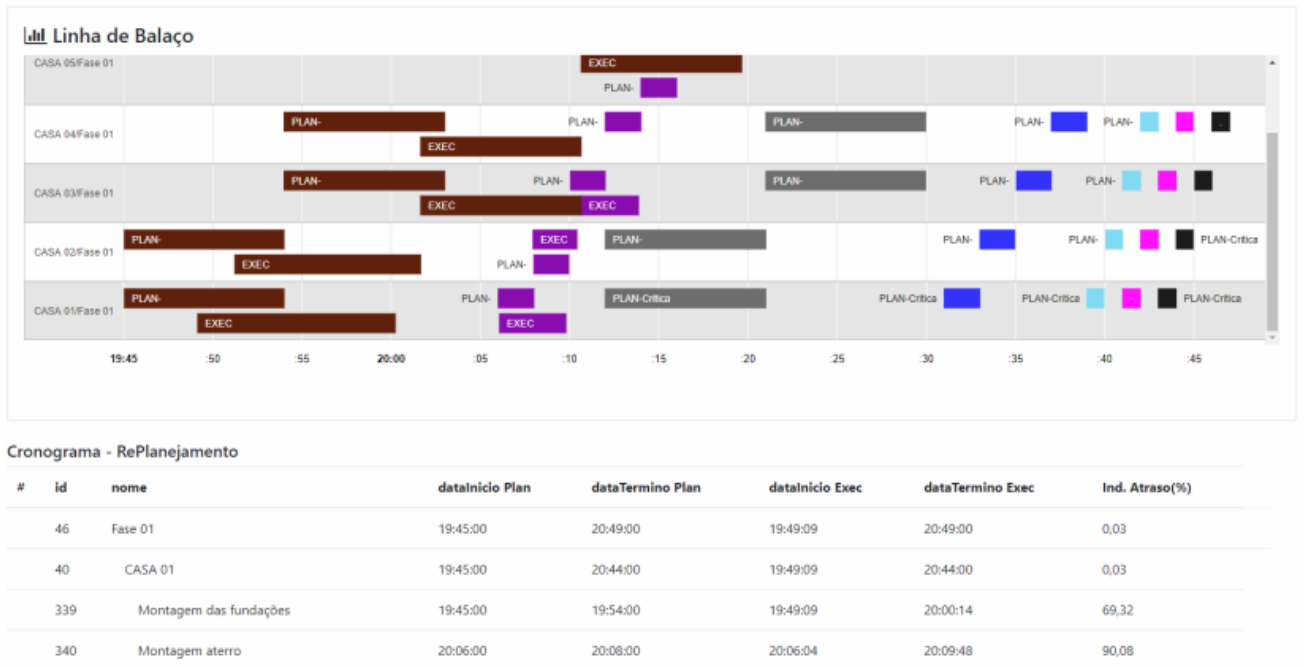 Linha de Balaço
CASA 05/Fase 01
EXEC
PLAN-
CASA 04/Fase 01
PLAN-
PLAN-
PLAN-
PLAN-
PLAN-
EXEC
CASA 03/Fase 01
PLAN-
PLAN-
PLAN-
PLAN-
PLAN-
EXEC
EXEC
CASA 02/Fase 01
PLAN-
EXEC
PLAN-
PLAN-
PLAN-
PLAN-Critica
EXEC
PLAN-
CASA 01/Fase 01
PLAN-
PLAN-
PLAN-Critica
PLAN-Critica
PLAN-Critica
PLAN-Critica
EXEC
EXEC
19:45 :50 :55 20:00 :05 :10 :15 :20 :25 :30 :35 :40 :45
Cronograma - RePlanejamento
# id nome dataInicio Plan dataTermino Plan dataInicio Exec dataTermino Exec Ind. Atraso(%)
46 Fase 01 19:45:00 20:49:00 19:49:09 20:49:00 0,03
40 CASA 01 19:45:00 20:44:00 19:49:09 20:44:00 0,03
339 Montagem das fundações 19:45:00 19:54:00 19:49:09 20:00:14 69,32
340 Montagem aterro 20:06:00 20:08:00 20:06:04 20:09:48 90,08